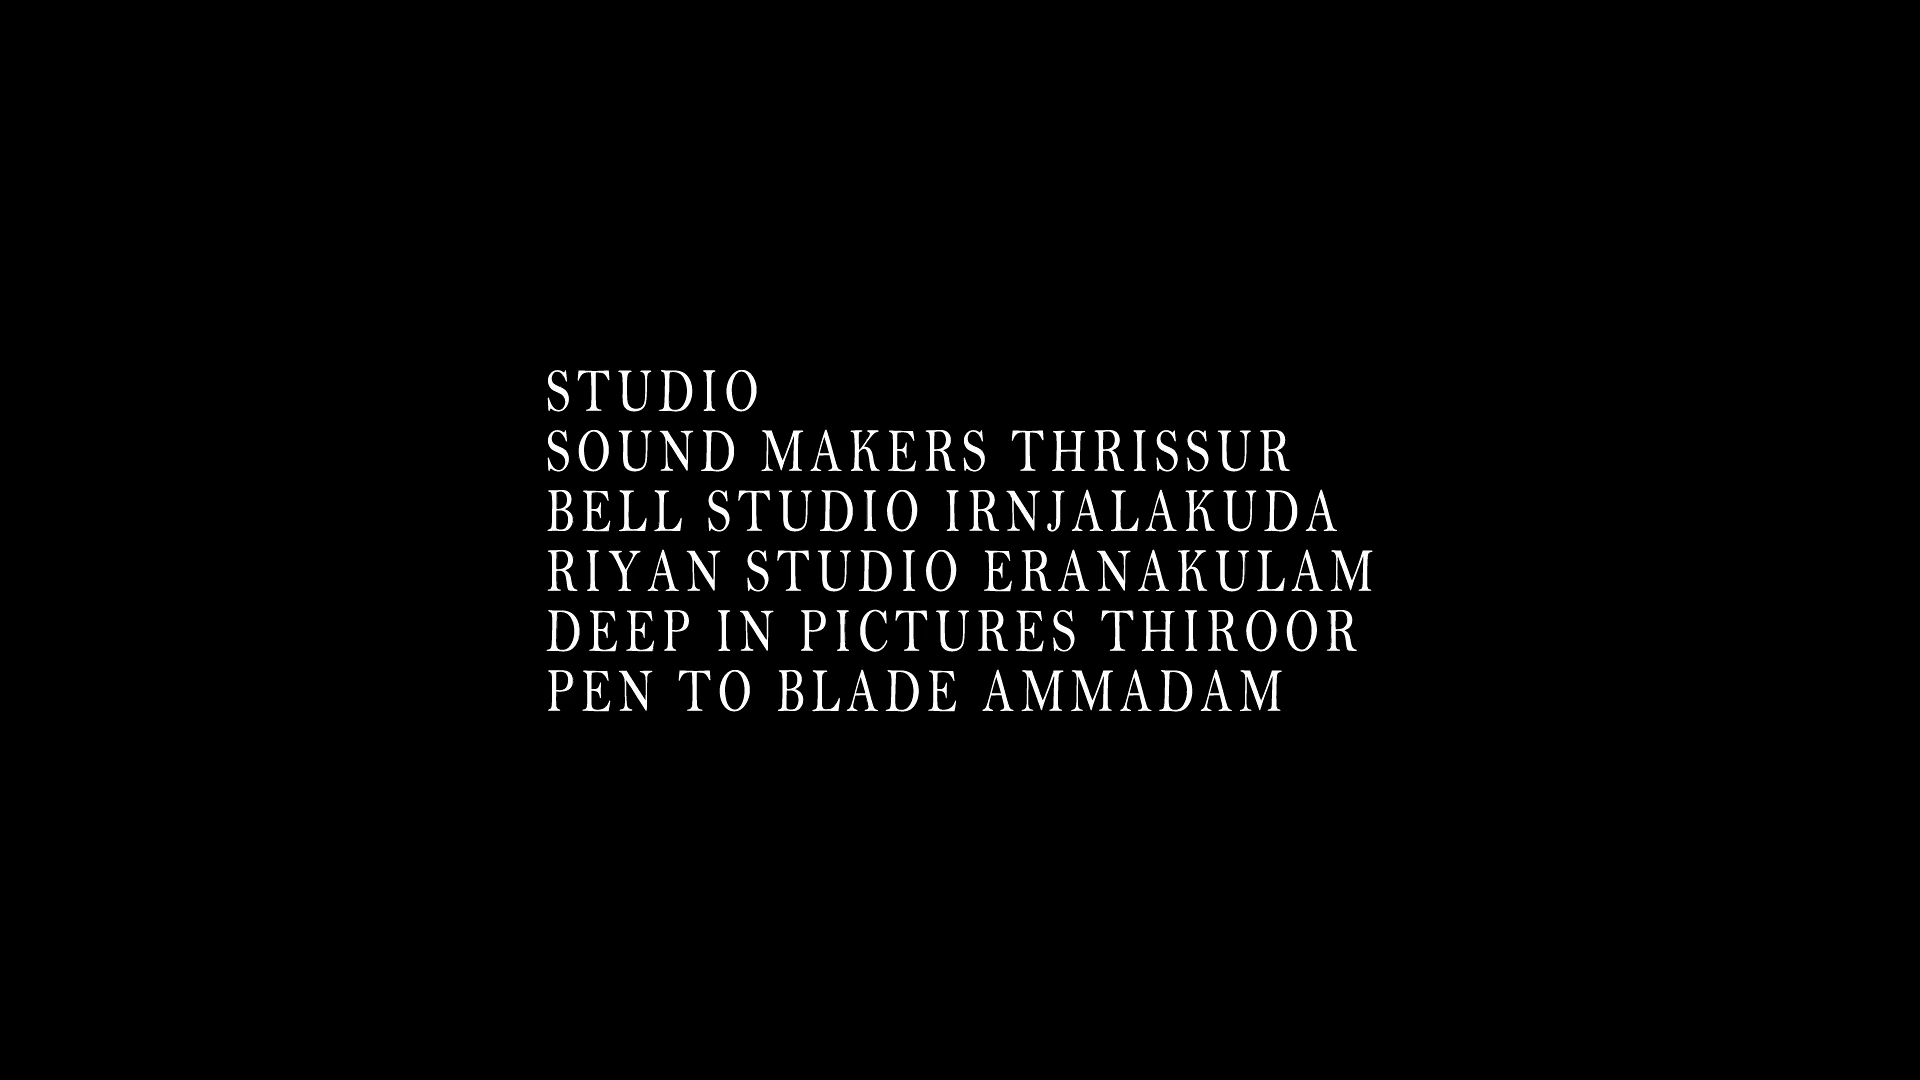 STUDIO
SOUND MAKERS THRISSUR
BELL STUDIO IRNJALAKUDA
RIYAN STUDIO ERANAKULAM
DEEP IN PICTURES THIROOR
PEN TO BLADE AMMADAM